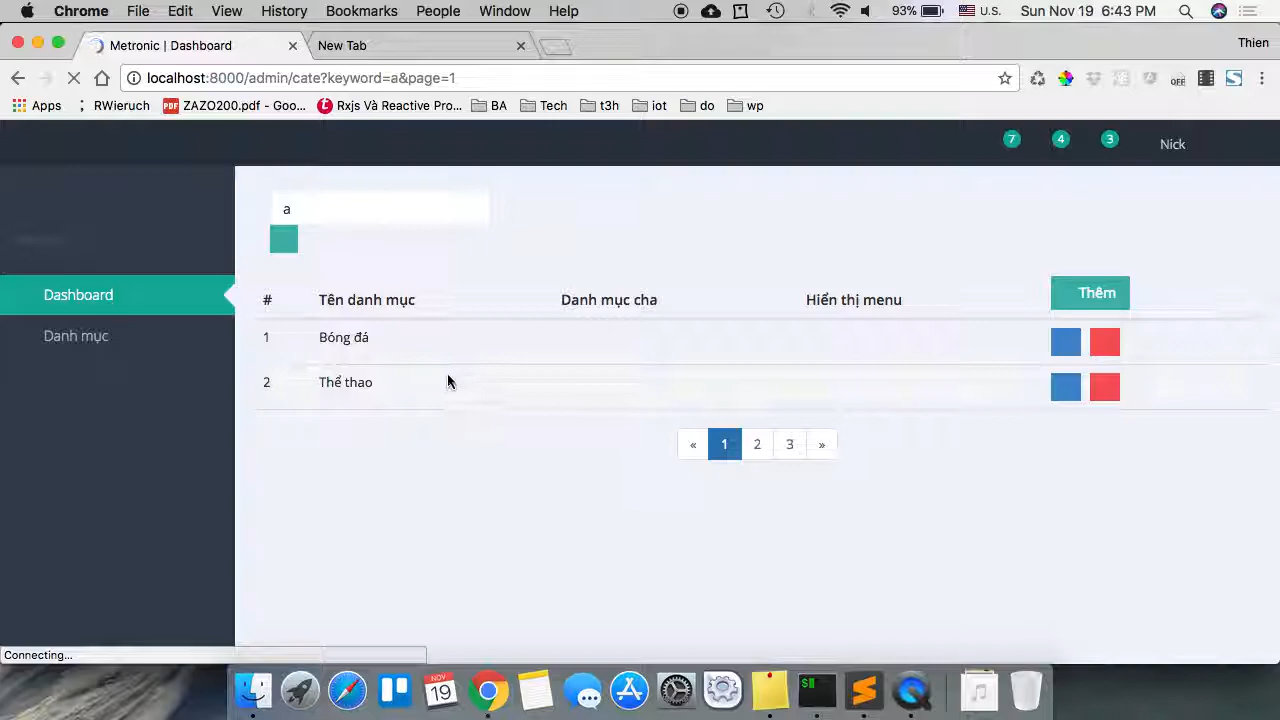 Chrome File Edit View History Bookmarks People Window Help 93% U.S. Sun Nov 19 6:43 PM
Metronic | Dashboard New Tab Thien
localhost:8000/admin/cate?keyword=a&page=1 OFF
Apps RWieruch PDF ZAZO200.pdf - Goo... t Rxjs Và Reactive Pro... BA Tech t3h iot do wp
7 4 3 Nick
a
Dashboard
Danh mục
# Tên danh mục Danh mục cha Hiển thị menu Thêm
1 Bóng đá
2 Thể thao
« 1 2 3 »
Connecting...
NOV
19